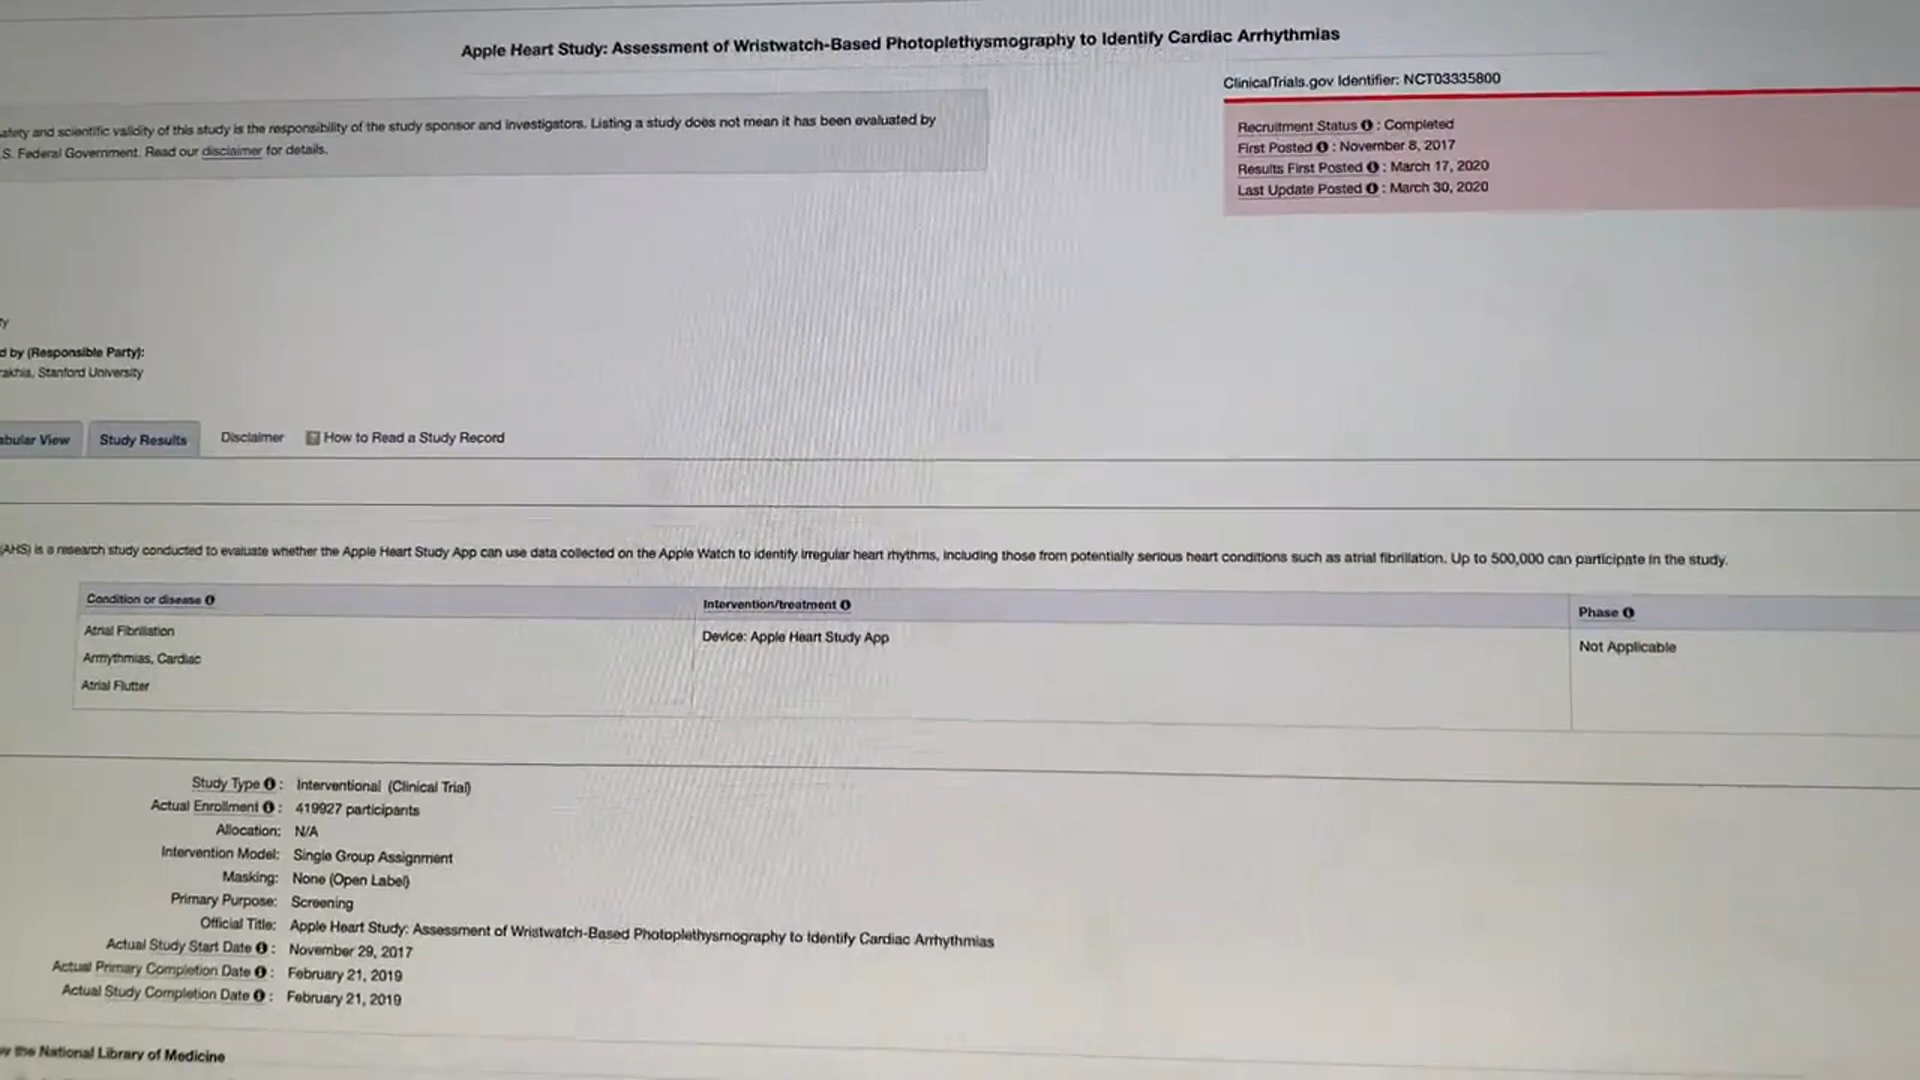 Apple Heart Study: Assessment of Wristwatch-Based Photoplethysmography to Identify Cardiac Arrhythmias
ClinicalTrials.gov Identifier: NCT03335800
Recruitment Status : Completed
First Posted : November 8, 2017
Results First Posted : March 17, 2020
Last Update Posted : March 30, 2020
afety and scientific validity of this study is the responsibility of the study sponsor and investigators. Listing a study does not mean it has been evaluated by
S. Federal Government. Read our disclaimer for details.
ty
d by (Responsible Party):
rakhia, Stanford University
abular View
Study Results
Disclaimer
How to Read a Study Record
(AHS) is a research study conducted to evaluate whether the Apple Heart Study App can use data collected on the Apple Watch to identify irregular heart rhythms, including those from potentially serious heart conditions such as atrial fibrillation. Up to 500,000 can participate in the study.
Condition or disease
Intervention/treatment
Phase
Atrial Fibrillation
Arrhythmias, Cardiac
Atrial Flutter
Device: Apple Heart Study App
Not Applicable
Study Type : Interventional (Clinical Trial)
Actual Enrollment : 419927 participants
Allocation: N/A
Intervention Model: Single Group Assignment
Masking: None (Open Label)
Primary Purpose: Screening
Official Title: Apple Heart Study: Assessment of Wristwatch-Based Photoplethysmography to Identify Cardiac Arrhythmias
Actual Study Start Date : November 29, 2017
Actual Primary Completion Date : February 21, 2019
Actual Study Completion Date : February 21, 2019
the National Library of Medicine